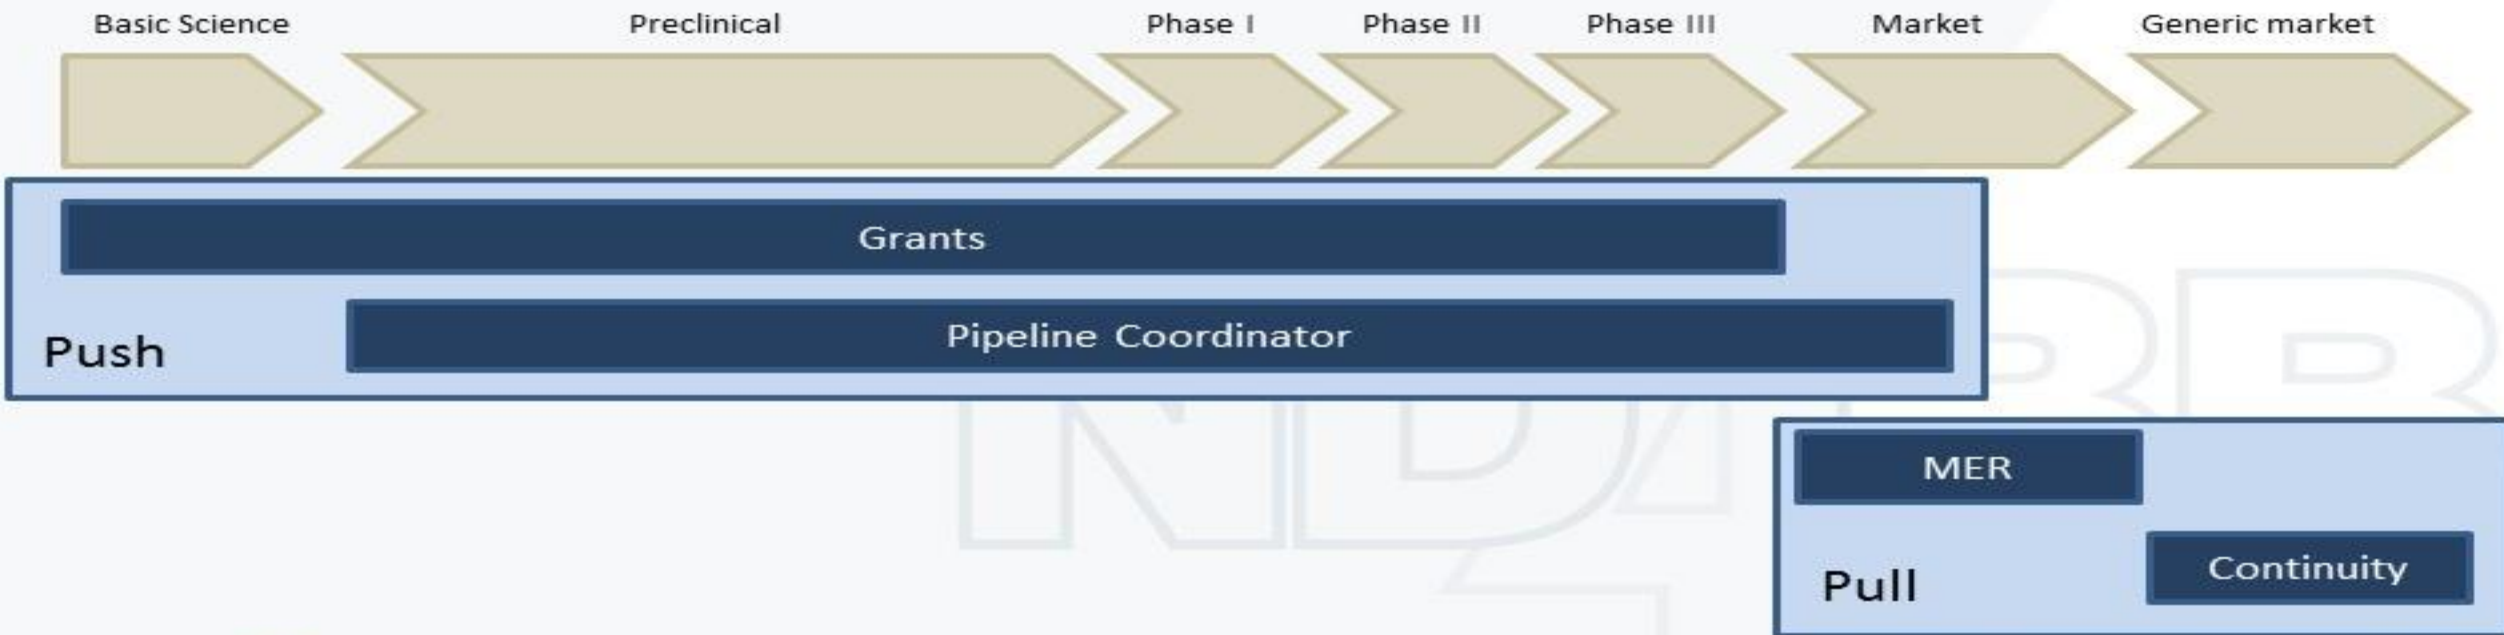 Basic Science Preclinical Phase I Phase II Phase III Market Generic market
Grants
Pipeline Coordinator
Push
MER
Continuity
Pull